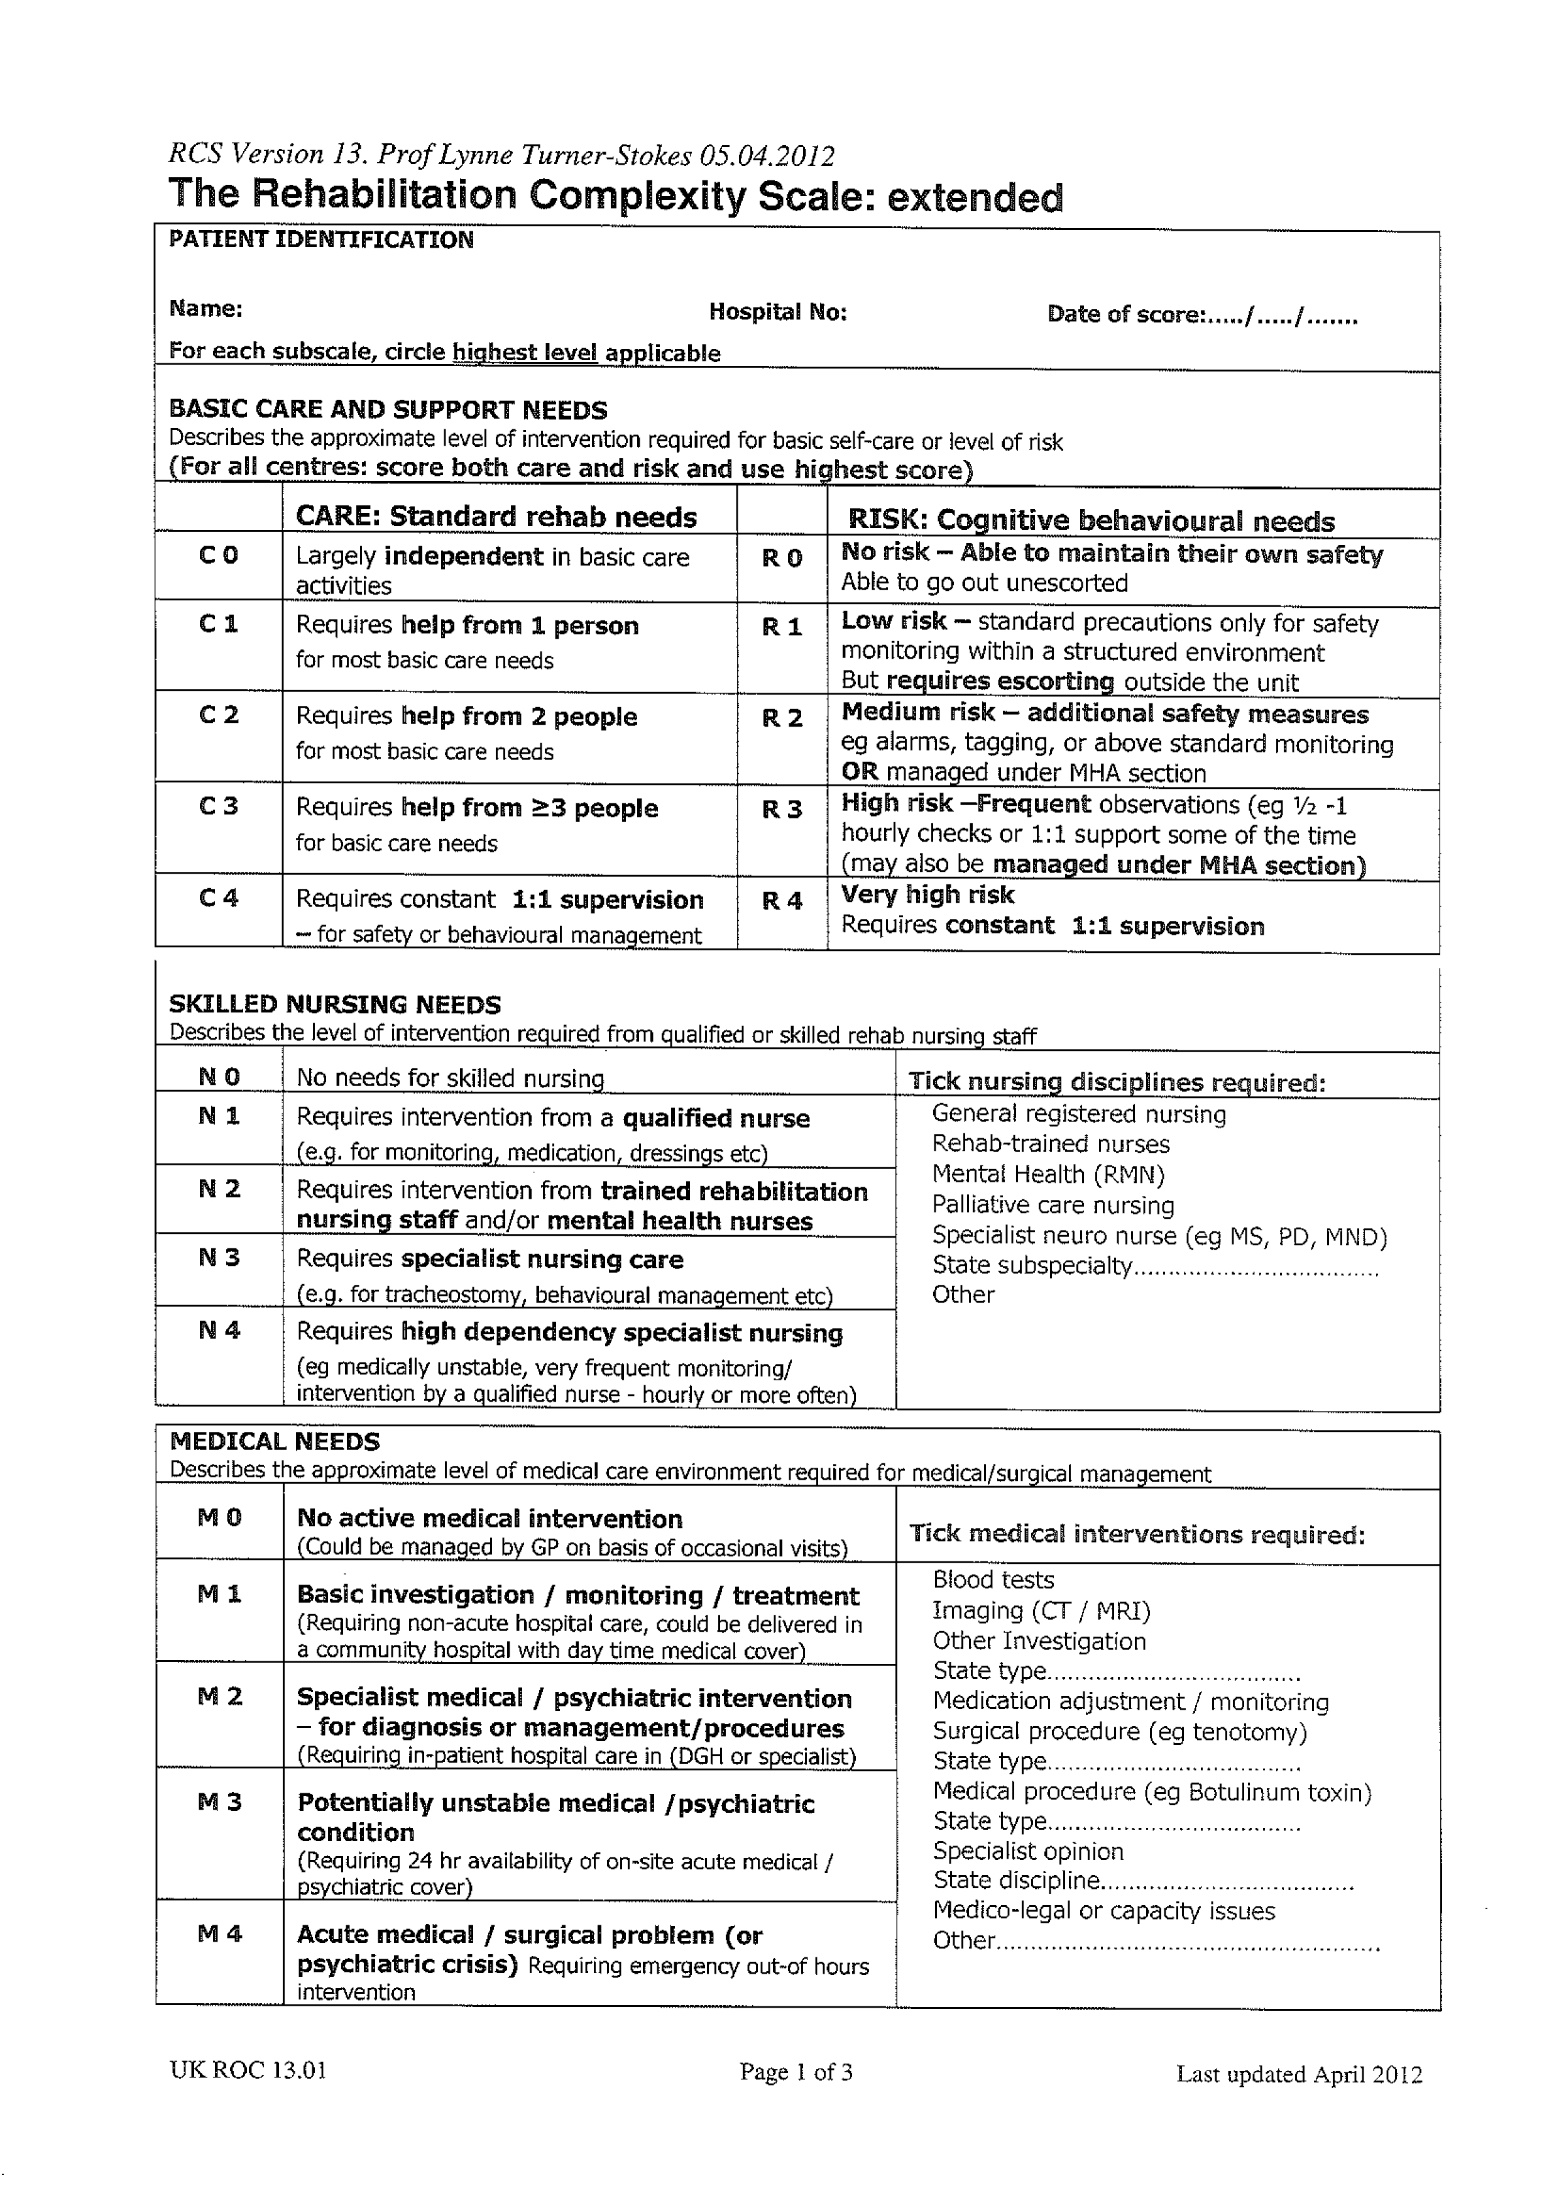 RCS Version 13. Prof Lynne Turner-Stokes 05.04.2012
The Rehabilitation Complexity Scale: extended
PATIENT IDENTIFICATION
Name: Hospital No: Date of score:...../...../.......
For each subscale, circle highest level applicable
BASIC CARE AND SUPPORT NEEDS
Describes the approximate level of intervention required for basic self-care or level of risk
(For all centres: score both care and risk and use highest score)
CARE: Standard rehab needs
RISK: Cognitive behavioural needs
C 0
Largely independent in basic care
activities
R 0
No risk – Able to maintain their own safety
Able to go out unescorted
C 1
Requires help from 1 person
for most basic care needs
R 1
Low risk – standard precautions only for safety
monitoring within a structured environment
But requires escorting outside the unit
C 2
Requires help from 2 people
for most basic care needs
R 2
Medium risk – additional safety measures
eg alarms, tagging, or above standard monitoring
OR managed under MHA section
C 3
Requires help from ≥3 people
for basic care needs
R 3
High risk –Frequent observations (eg ½ -1
hourly checks or 1:1 support some of the time
(may also be managed under MHA section)
C 4
Requires constant 1:1 supervision
– for safety or behavioural management
R 4
Very high risk
Requires constant 1:1 supervision
SKILLED NURSING NEEDS
Describes the level of intervention required from qualified or skilled rehab nursing staff
N 0
No needs for skilled nursing
N 1
Requires intervention from a qualified nurse
(e.g. for monitoring, medication, dressings etc)
N 2
Requires intervention from trained rehabilitation
nursing staff and/or mental health nurses
N 3
Requires specialist nursing care
(e.g. for tracheostomy, behavioural management etc)
N 4
Requires high dependency specialist nursing
(eg medically unstable, very frequent monitoring/
intervention by a qualified nurse - hourly or more often)
Tick nursing disciplines required:
General registered nursing
Rehab-trained nurses
Mental Health (RMN)
Palliative care nursing
Specialist neuro nurse (eg MS, PD, MND)
State subspecialty....................................
Other
MEDICAL NEEDS
Describes the approximate level of medical care environment required for medical/surgical management
M 0
No active medical intervention
(Could be managed by GP on basis of occasional visits)
M 1
Basic investigation / monitoring / treatment
(Requiring non-acute hospital care, could be delivered in
a community hospital with day time medical cover)
M 2
Specialist medical / psychiatric intervention
– for diagnosis or management/procedures
(Requiring in-patient hospital care in (DGH or specialist)
M 3
Potentially unstable medical /psychiatric
condition
(Requiring 24 hr availability of on-site acute medical /
psychiatric cover)
M 4
Acute medical / surgical problem (or
psychiatric crisis) Requiring emergency out-of hours
intervention
Tick medical interventions required:
Blood tests
Imaging (CT / MRI)
Other Investigation
State type.....................................
Medication adjustment / monitoring
Surgical procedure (eg tenotomy)
State type.....................................
Medical procedure (eg Botulinum toxin)
State type.....................................
Specialist opinion
State discipline.....................................
Medico-legal or capacity issues
Other........................................................
UK ROC 13.01 Page 1 of 3 Last updated April 2012